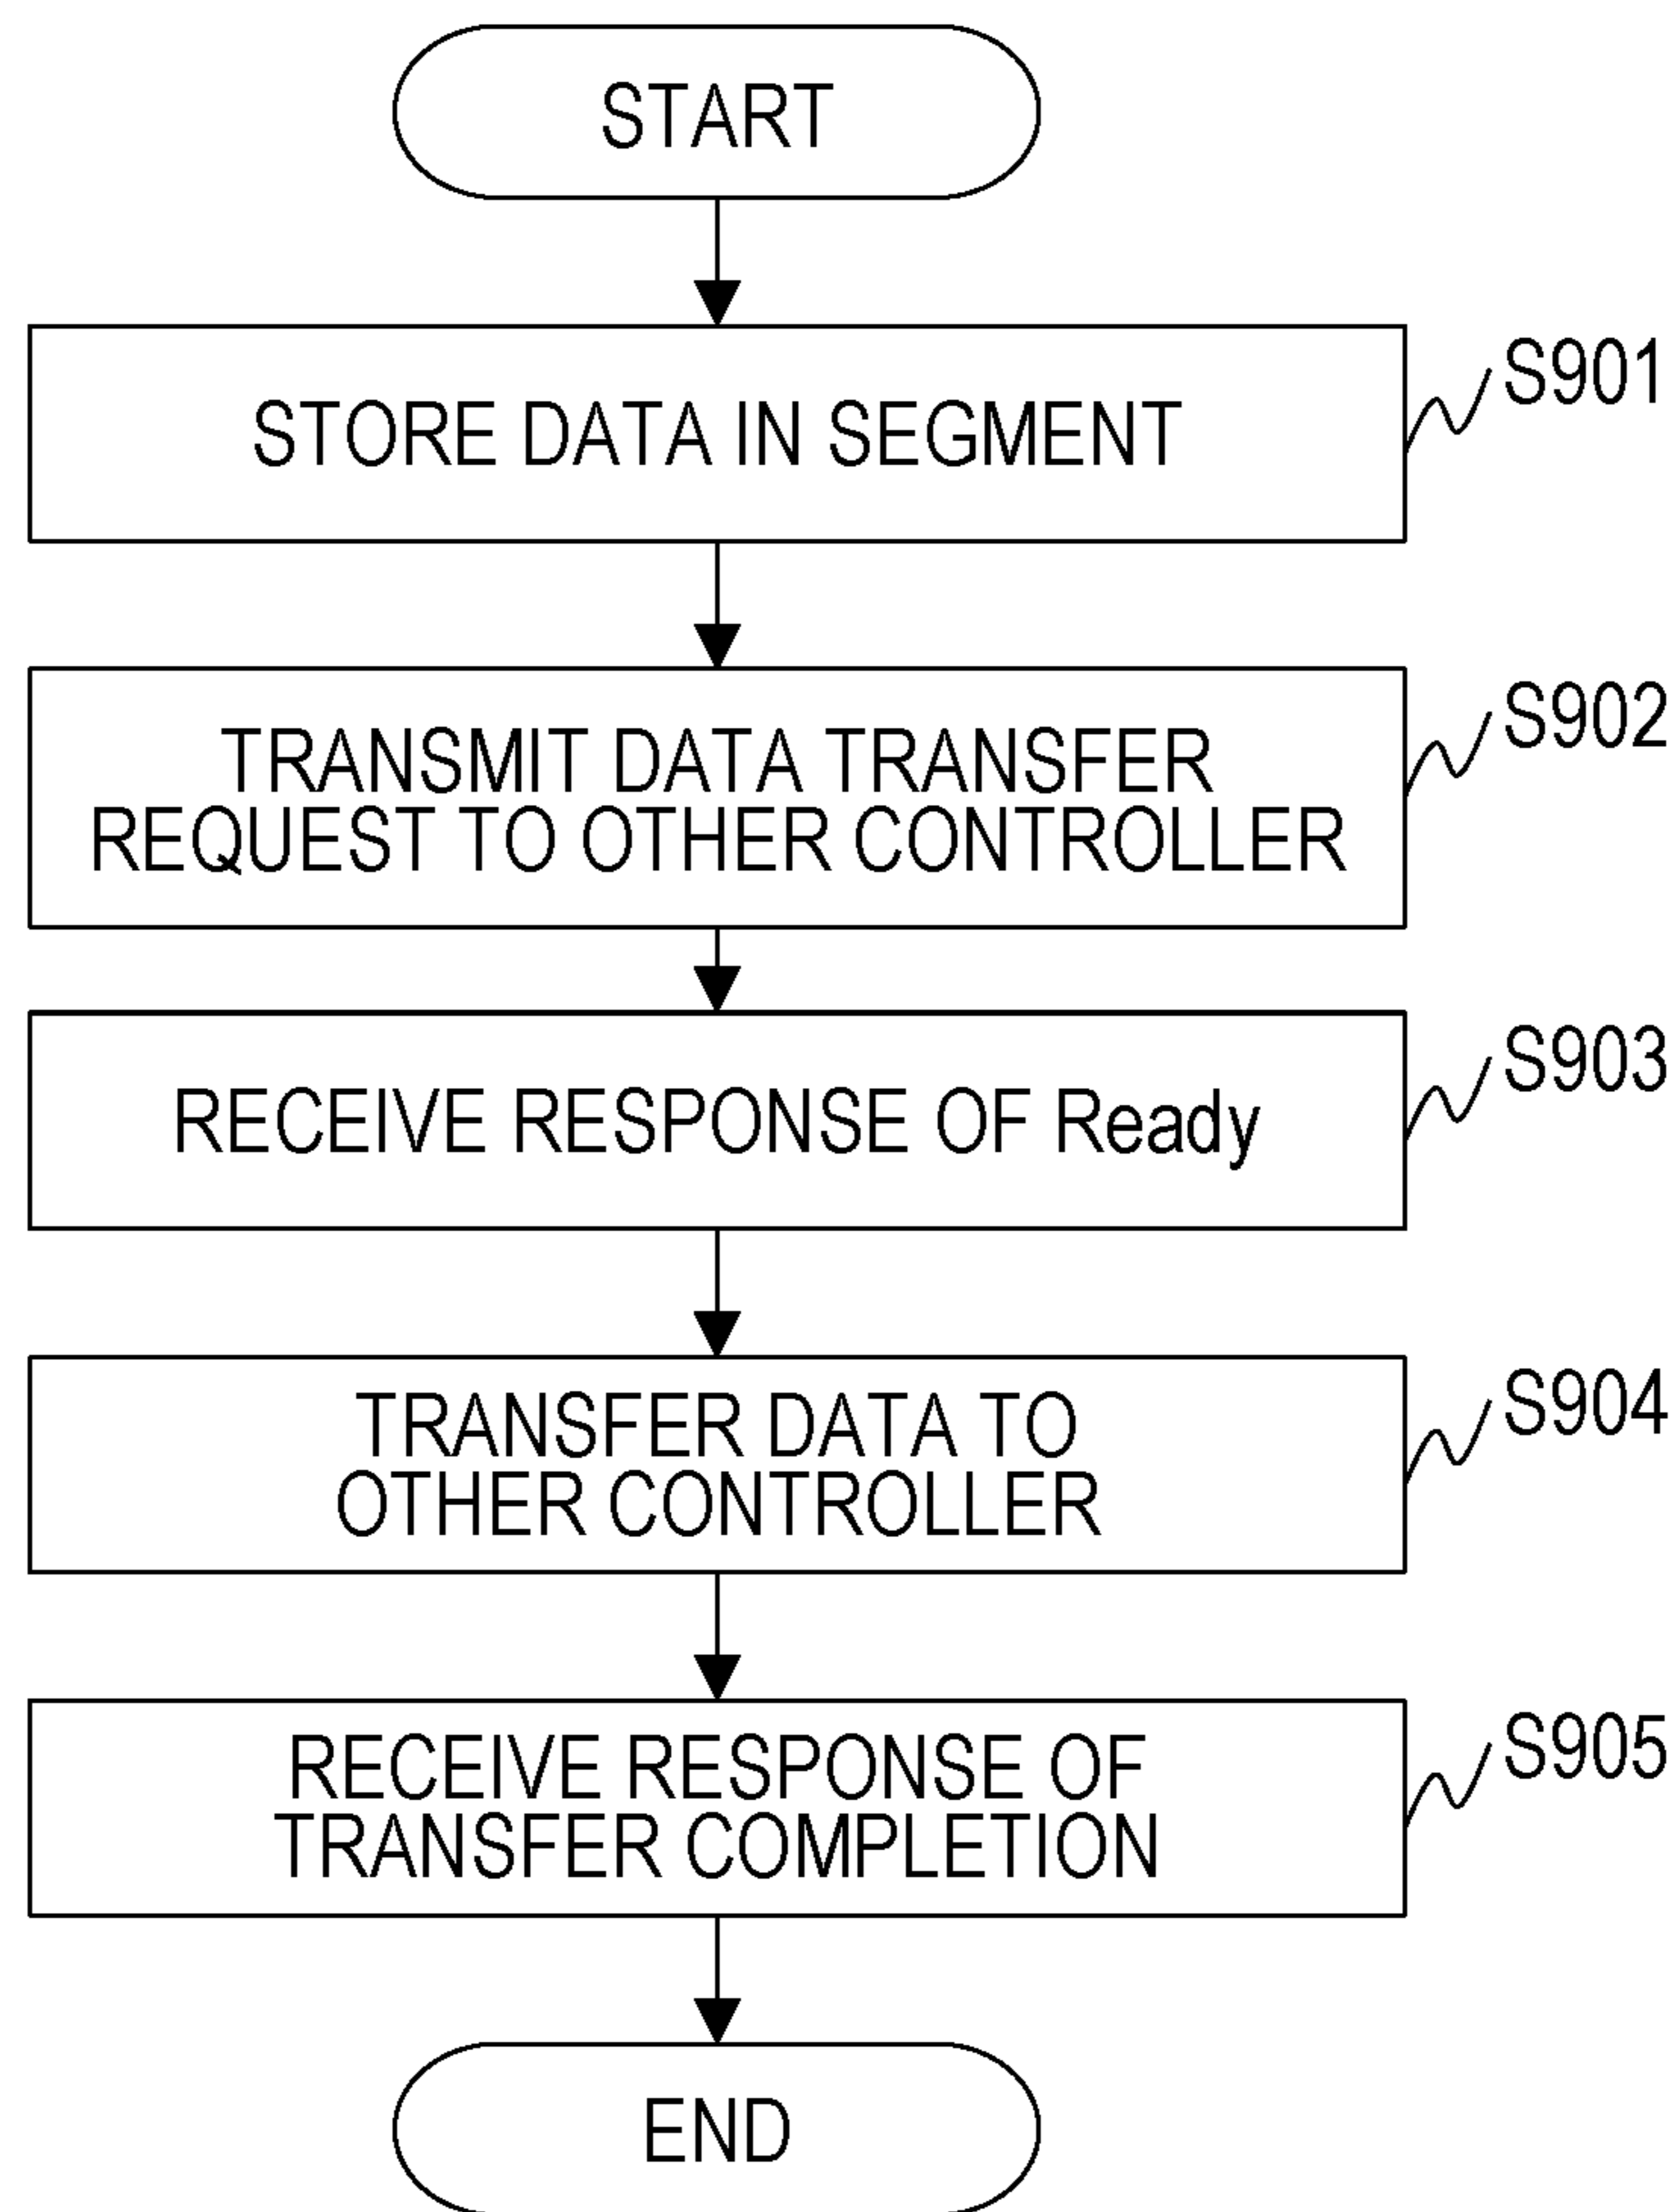 START
STORE DATA IN SEGMENT
S901
TRANSMIT DATA TRANSFER
REQUEST TO OTHER CONTROLLER
S902
RECEIVE RESPONSE OF Ready
S903
TRANSFER DATA TO
OTHER CONTROLLER
S904
RECEIVE RESPONSE OF
TRANSFER COMPLETION
S905
END